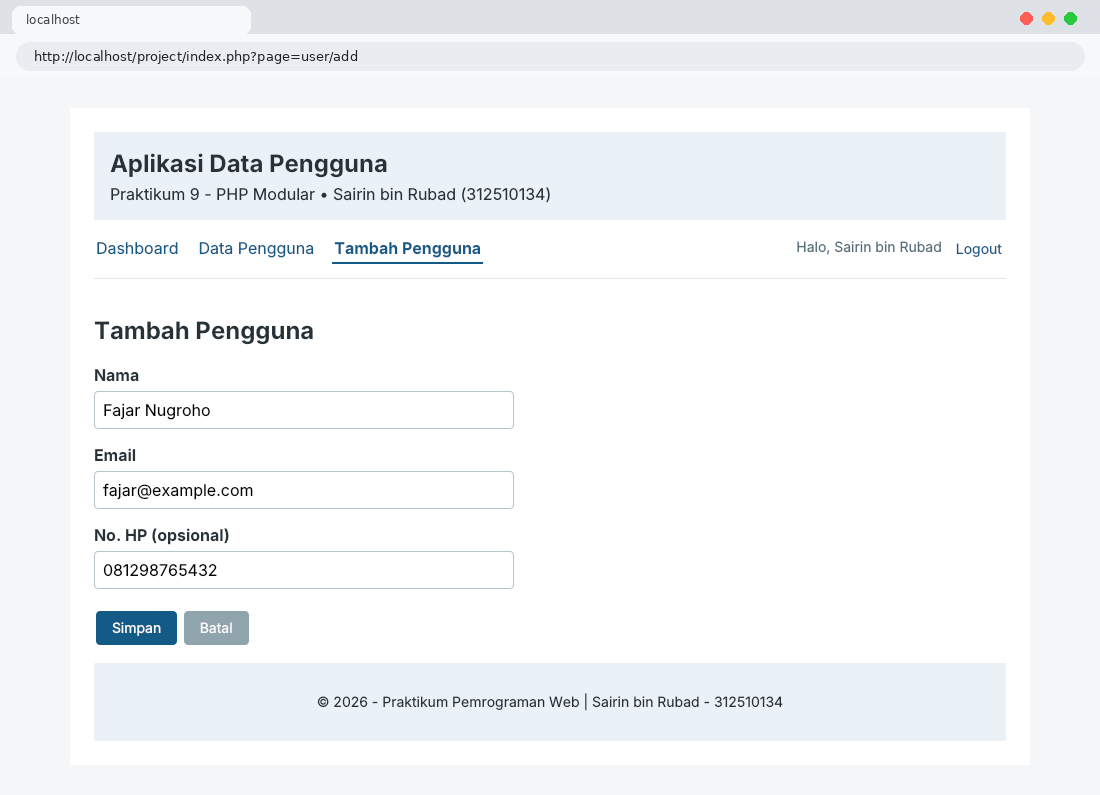 localhost
http://localhost/project/index.php?page=user/add
Aplikasi Data Pengguna
Praktikum 9 - PHP Modular • Sairin bin Rubad (312510134)
Dashboard Data Pengguna Tambah Pengguna Halo, Sairin bin Rubad Logout
Tambah Pengguna
Nama
Fajar Nugroho
Email
fajar@example.com
No. HP (opsional)
081298765432
Simpan Batal
© 2026 - Praktikum Pemrograman Web | Sairin bin Rubad - 312510134